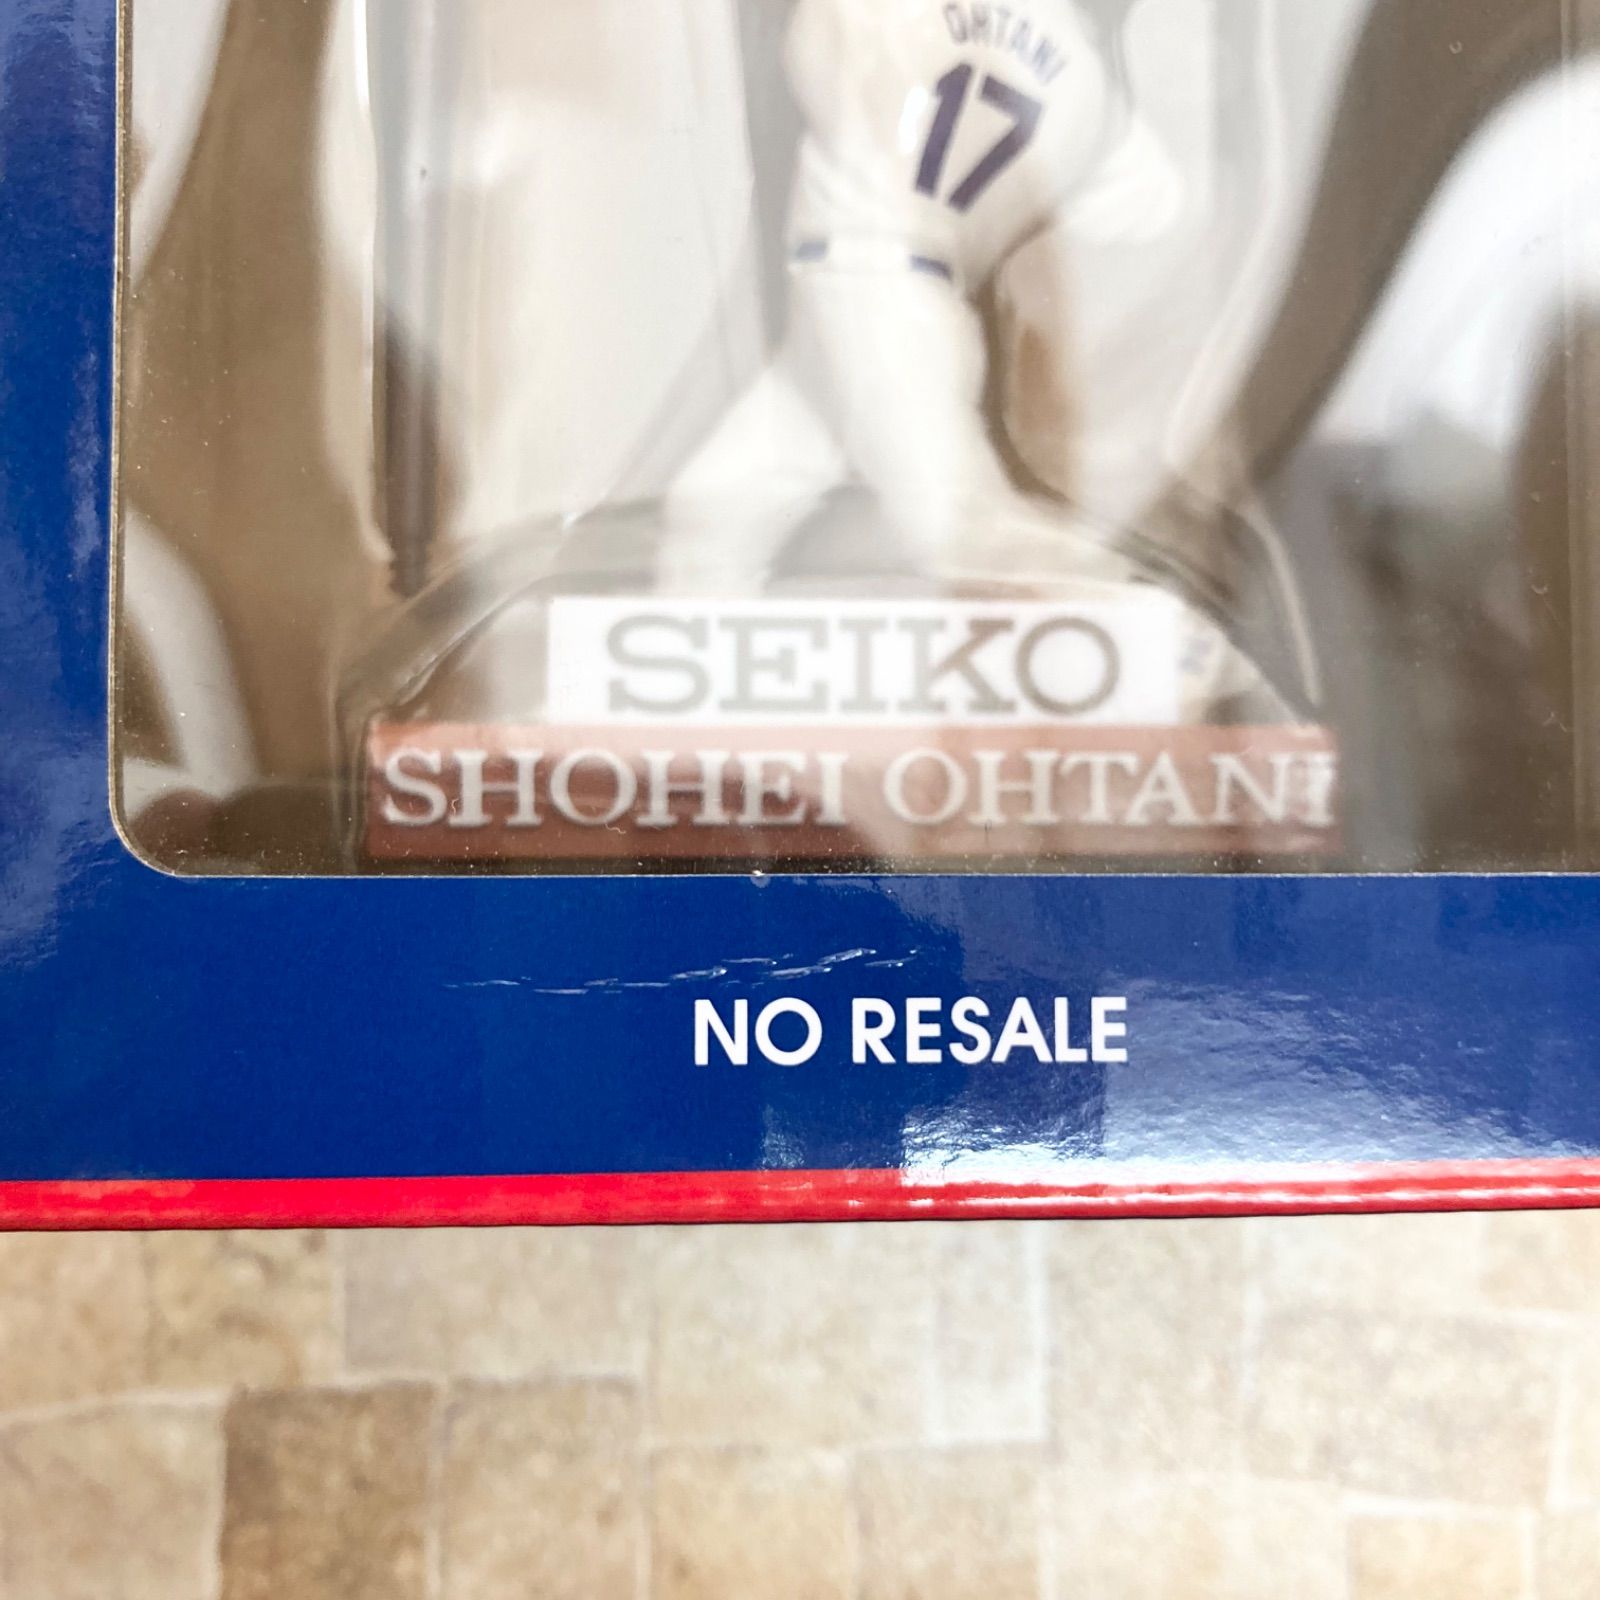 OHTANI
17
SEIKO
SHOHEI OHTANI
NO RESALE